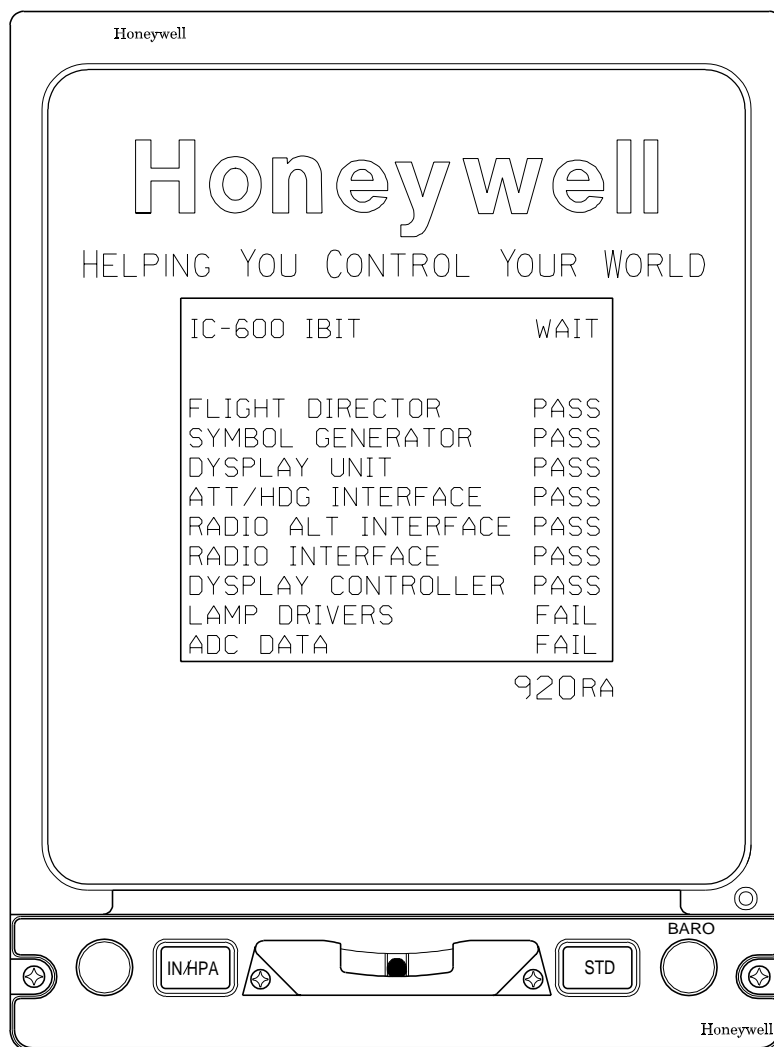 Honeywell
Honeywell
HELPING YOU CONTROL YOUR WORLD
IC-600 IBIT WAIT
FLIGHT DIRECTOR PASS
SYMBOL GENERATOR PASS
DYSPLAY UNIT PASS
ATT/HDG INTERFACE PASS
RADIO ALT INTERFACE PASS
RADIO INTERFACE PASS
DYSPLAY CONTROLLER PASS
LAMP DRIVERS FAIL
ADC DATA FAIL
920RA
BARO
IN/HPA STD
Honeywell